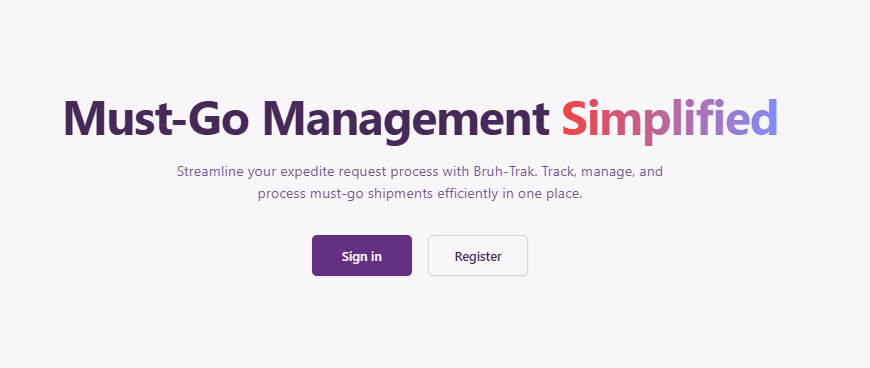 Must-Go Management Simplified
Streamline your expedite request process with Bruh-Trak. Track, manage, and
process must-go shipments efficiently in one place.
Sign in
Register